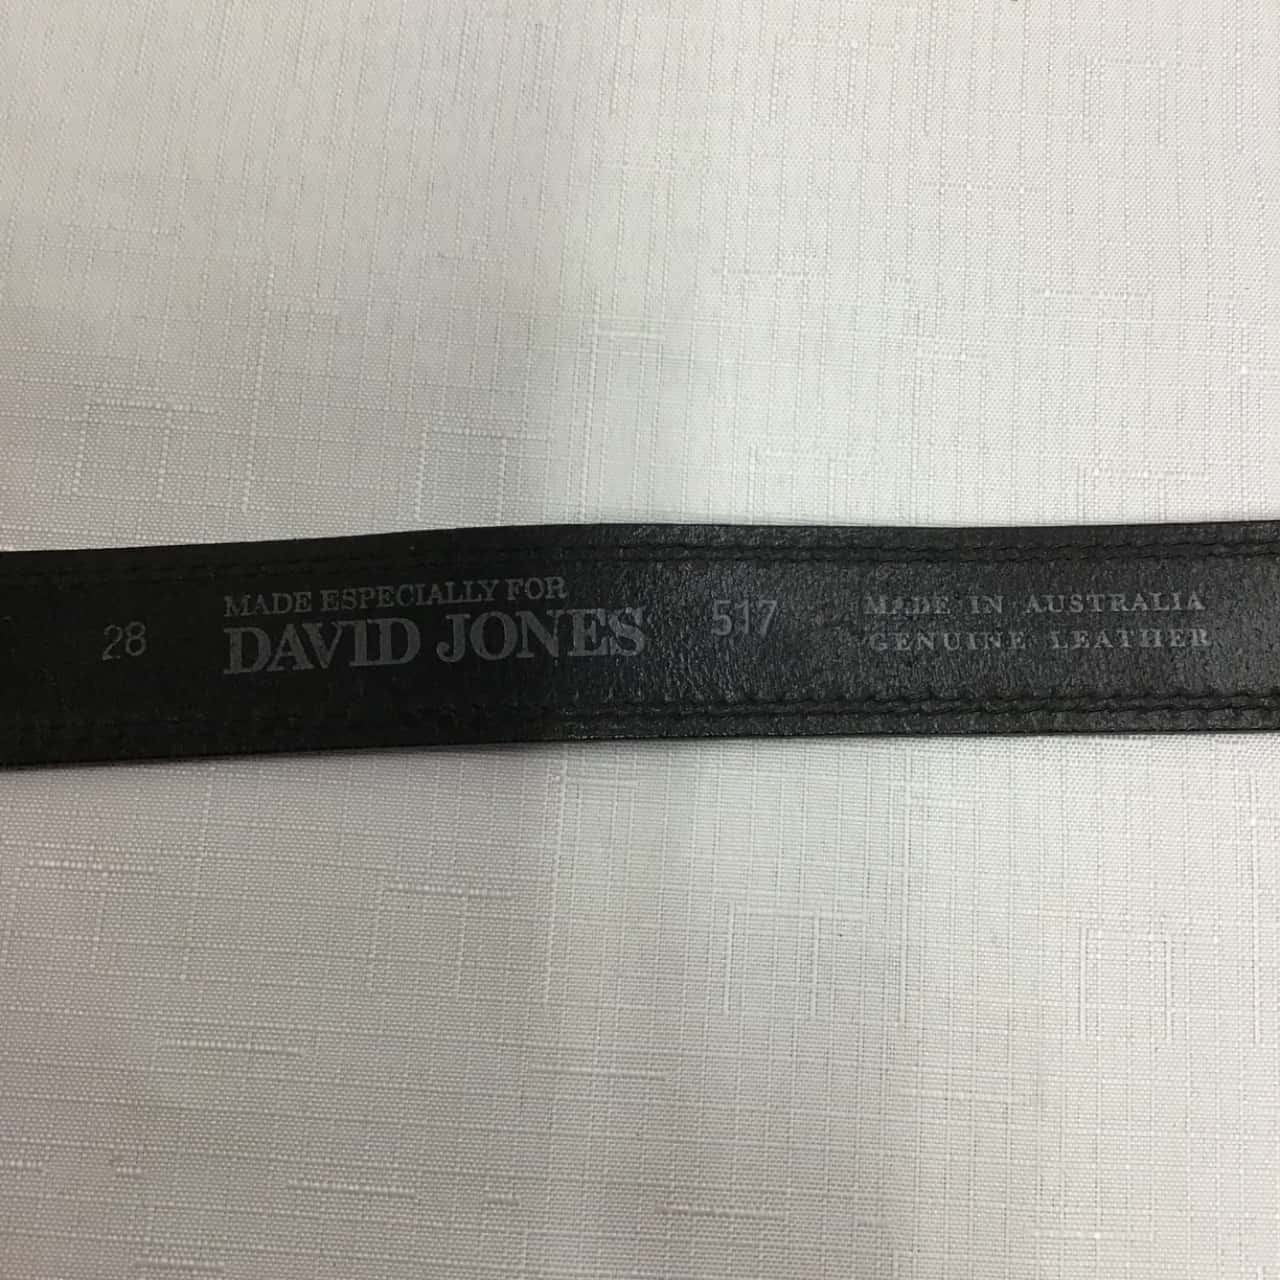 28
MADE ESPECIALLY FOR
DAVID JONES
517
MADE IN AUSTRALIA
GENUINE LEATHER